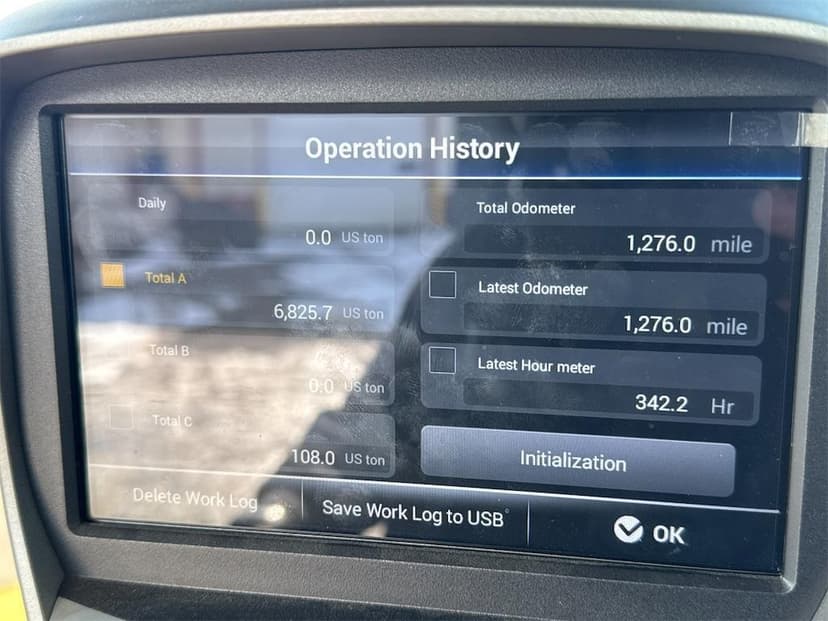 Operation History
Daily
0.0 US ton
Total A
6,825.7 US ton
Total B
0.0 US ton
Total C
108.0 US ton
Total Odometer
1,276.0 mile
Latest Odometer
1,276.0 mile
Latest Hour meter
342.2 Hr
Initialization
Delete Work Log
Save Work Log to USB
OK